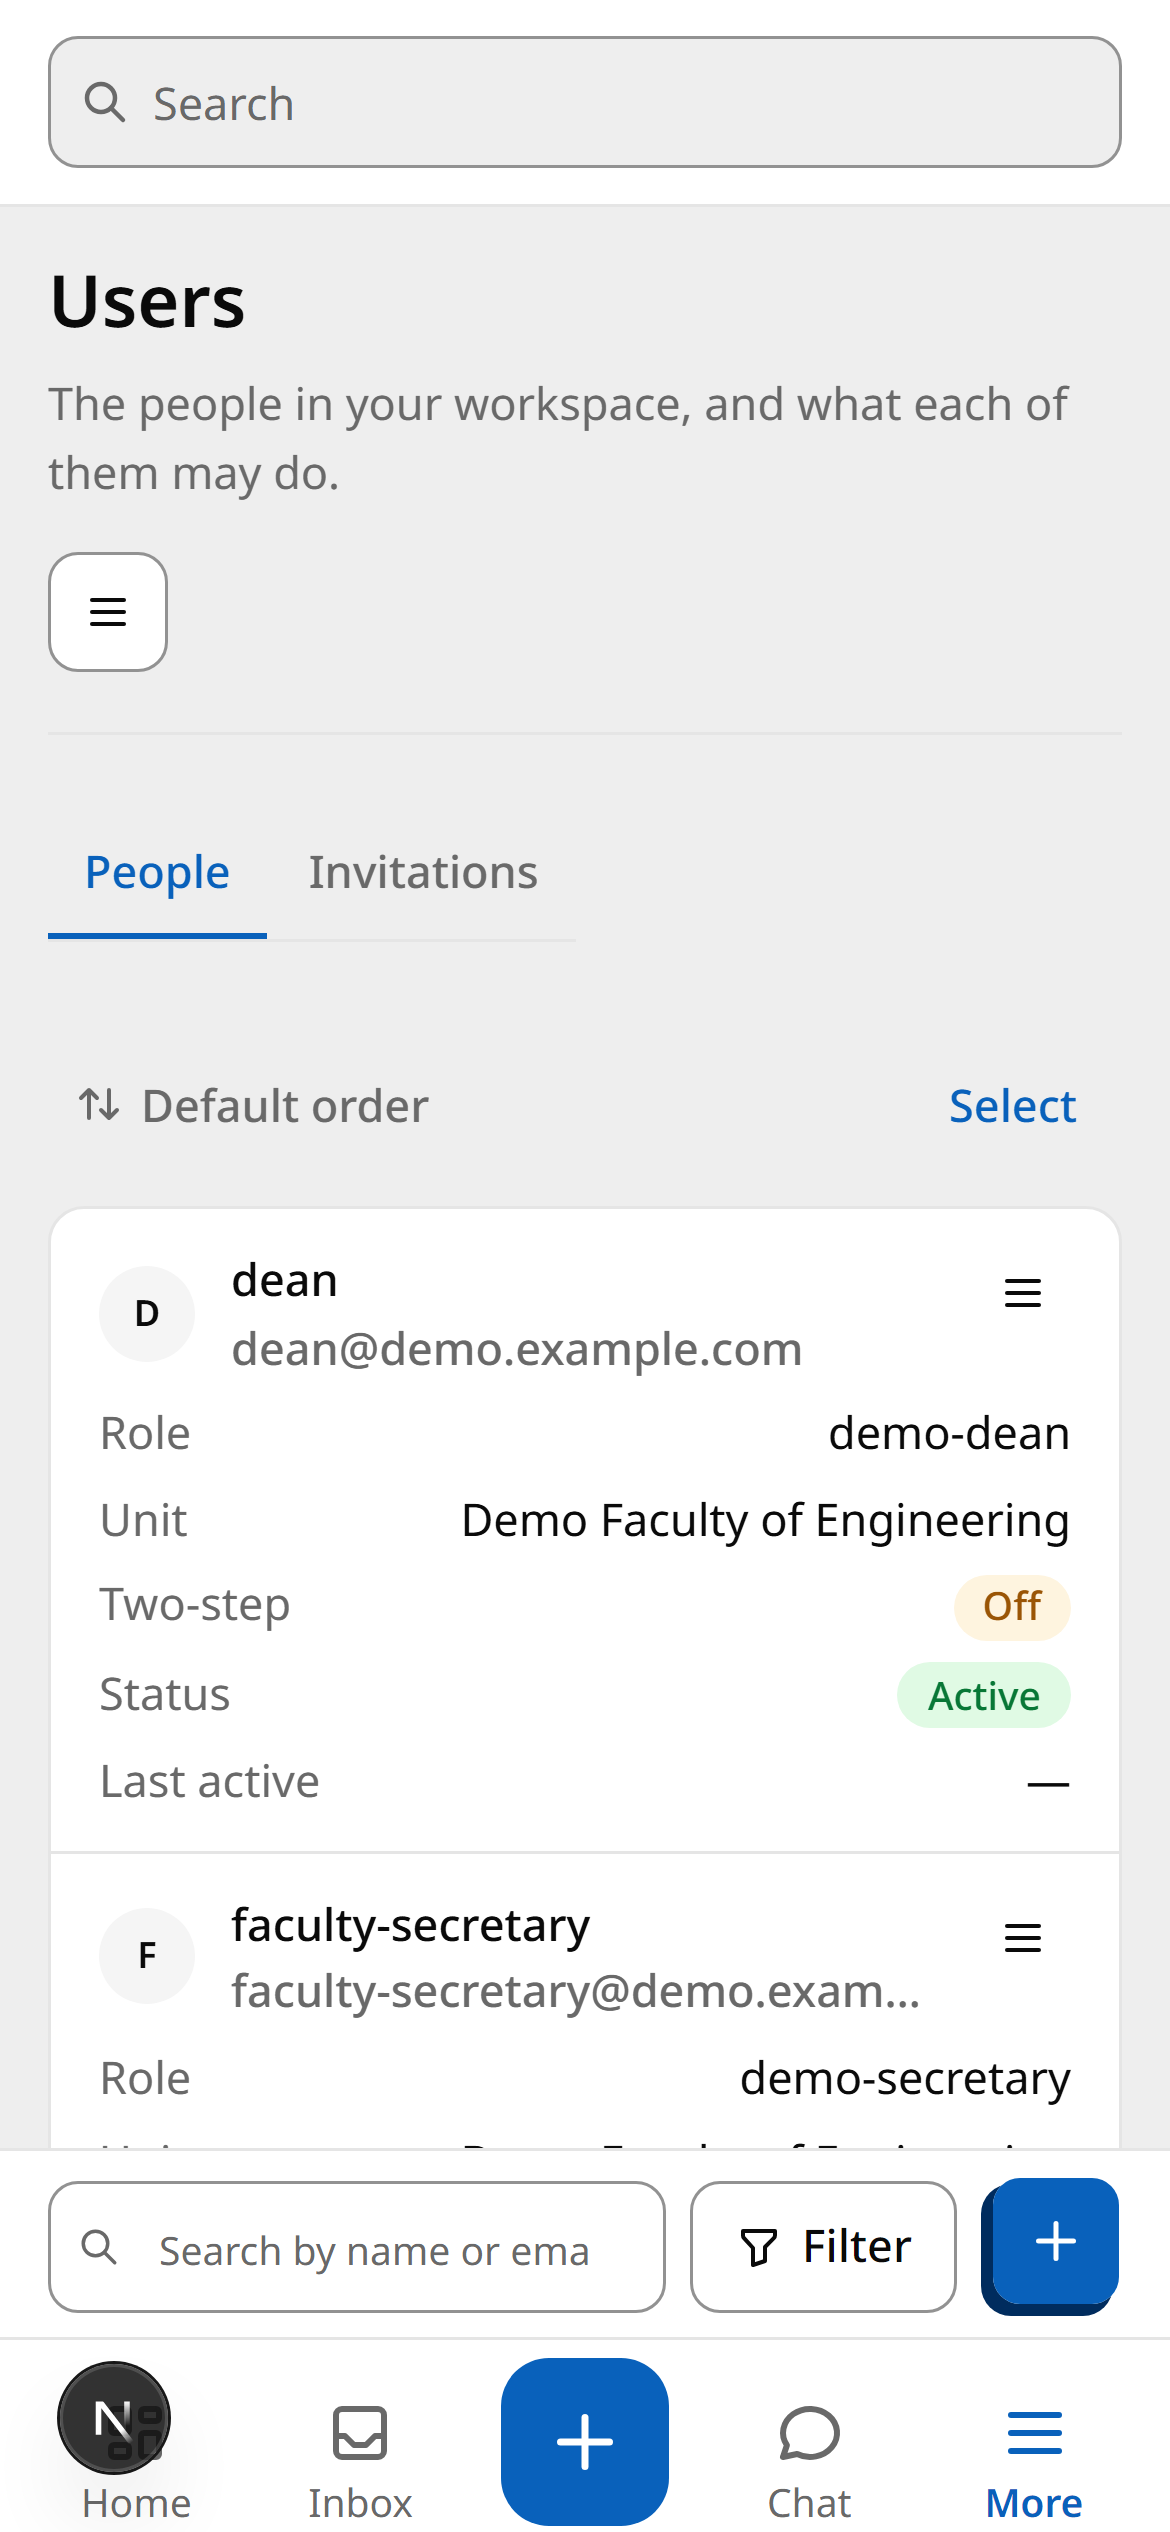 Search
Users
The people in your workspace, and what each of
them may do.
People
Invitations
Default order
Select
D
dean
dean@demo.example.com
Role
demo-dean
Unit
Demo Faculty of Engineering
Two-step
Off
Status
Active
Last active
—
F
faculty-secretary
faculty-secretary@demo.exam...
Role
demo-secretary
Search by name or ema
Filter
N
Home
Inbox
Chat
More